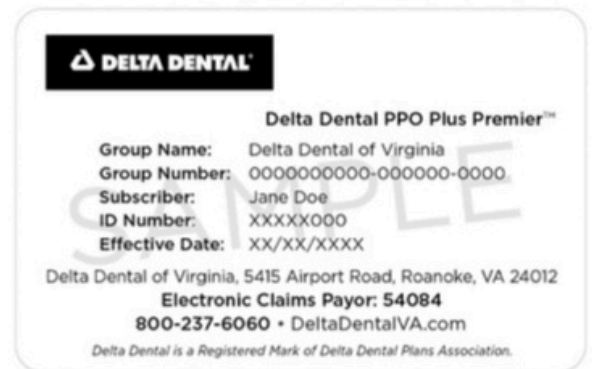 DELTA DENTAL®
Delta Dental PPO Plus Premier™
Group Name: Delta Dental of Virginia
Group Number: 0000000000-000000-0000
Subscriber: Jane Doe
ID Number: XXXXX000
Effective Date: XX/XX/XXXX
SAMPLE
Delta Dental of Virginia, 5415 Airport Road, Roanoke, VA 24012
Electronic Claims Payor: 54084
800-237-6060 • DeltaDentalVA.com
Delta Dental is a Registered Mark of Delta Dental Plans Association.